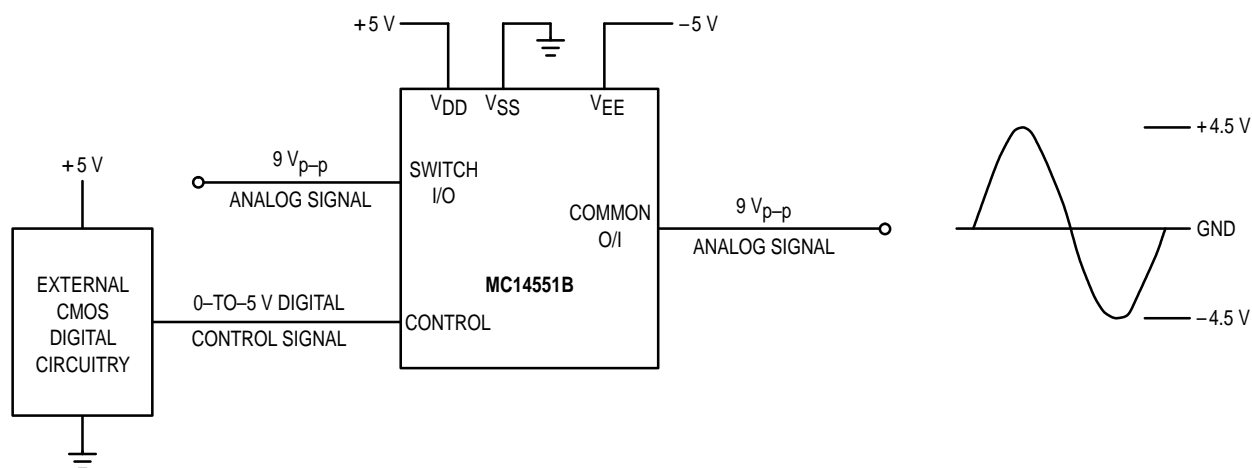 +5 V
−5 V
VDD
VSS
VEE
+4.5 V
9 Vp–p
ANALOG SIGNAL
SWITCH
I/O
+5 V
COMMON
O/I
9 Vp–p
ANALOG SIGNAL
GND
EXTERNAL
CMOS
DIGITAL
CIRCUITRY
0–TO–5 V DIGITAL
CONTROL SIGNAL
MC14551B
CONTROL
−4.5 V